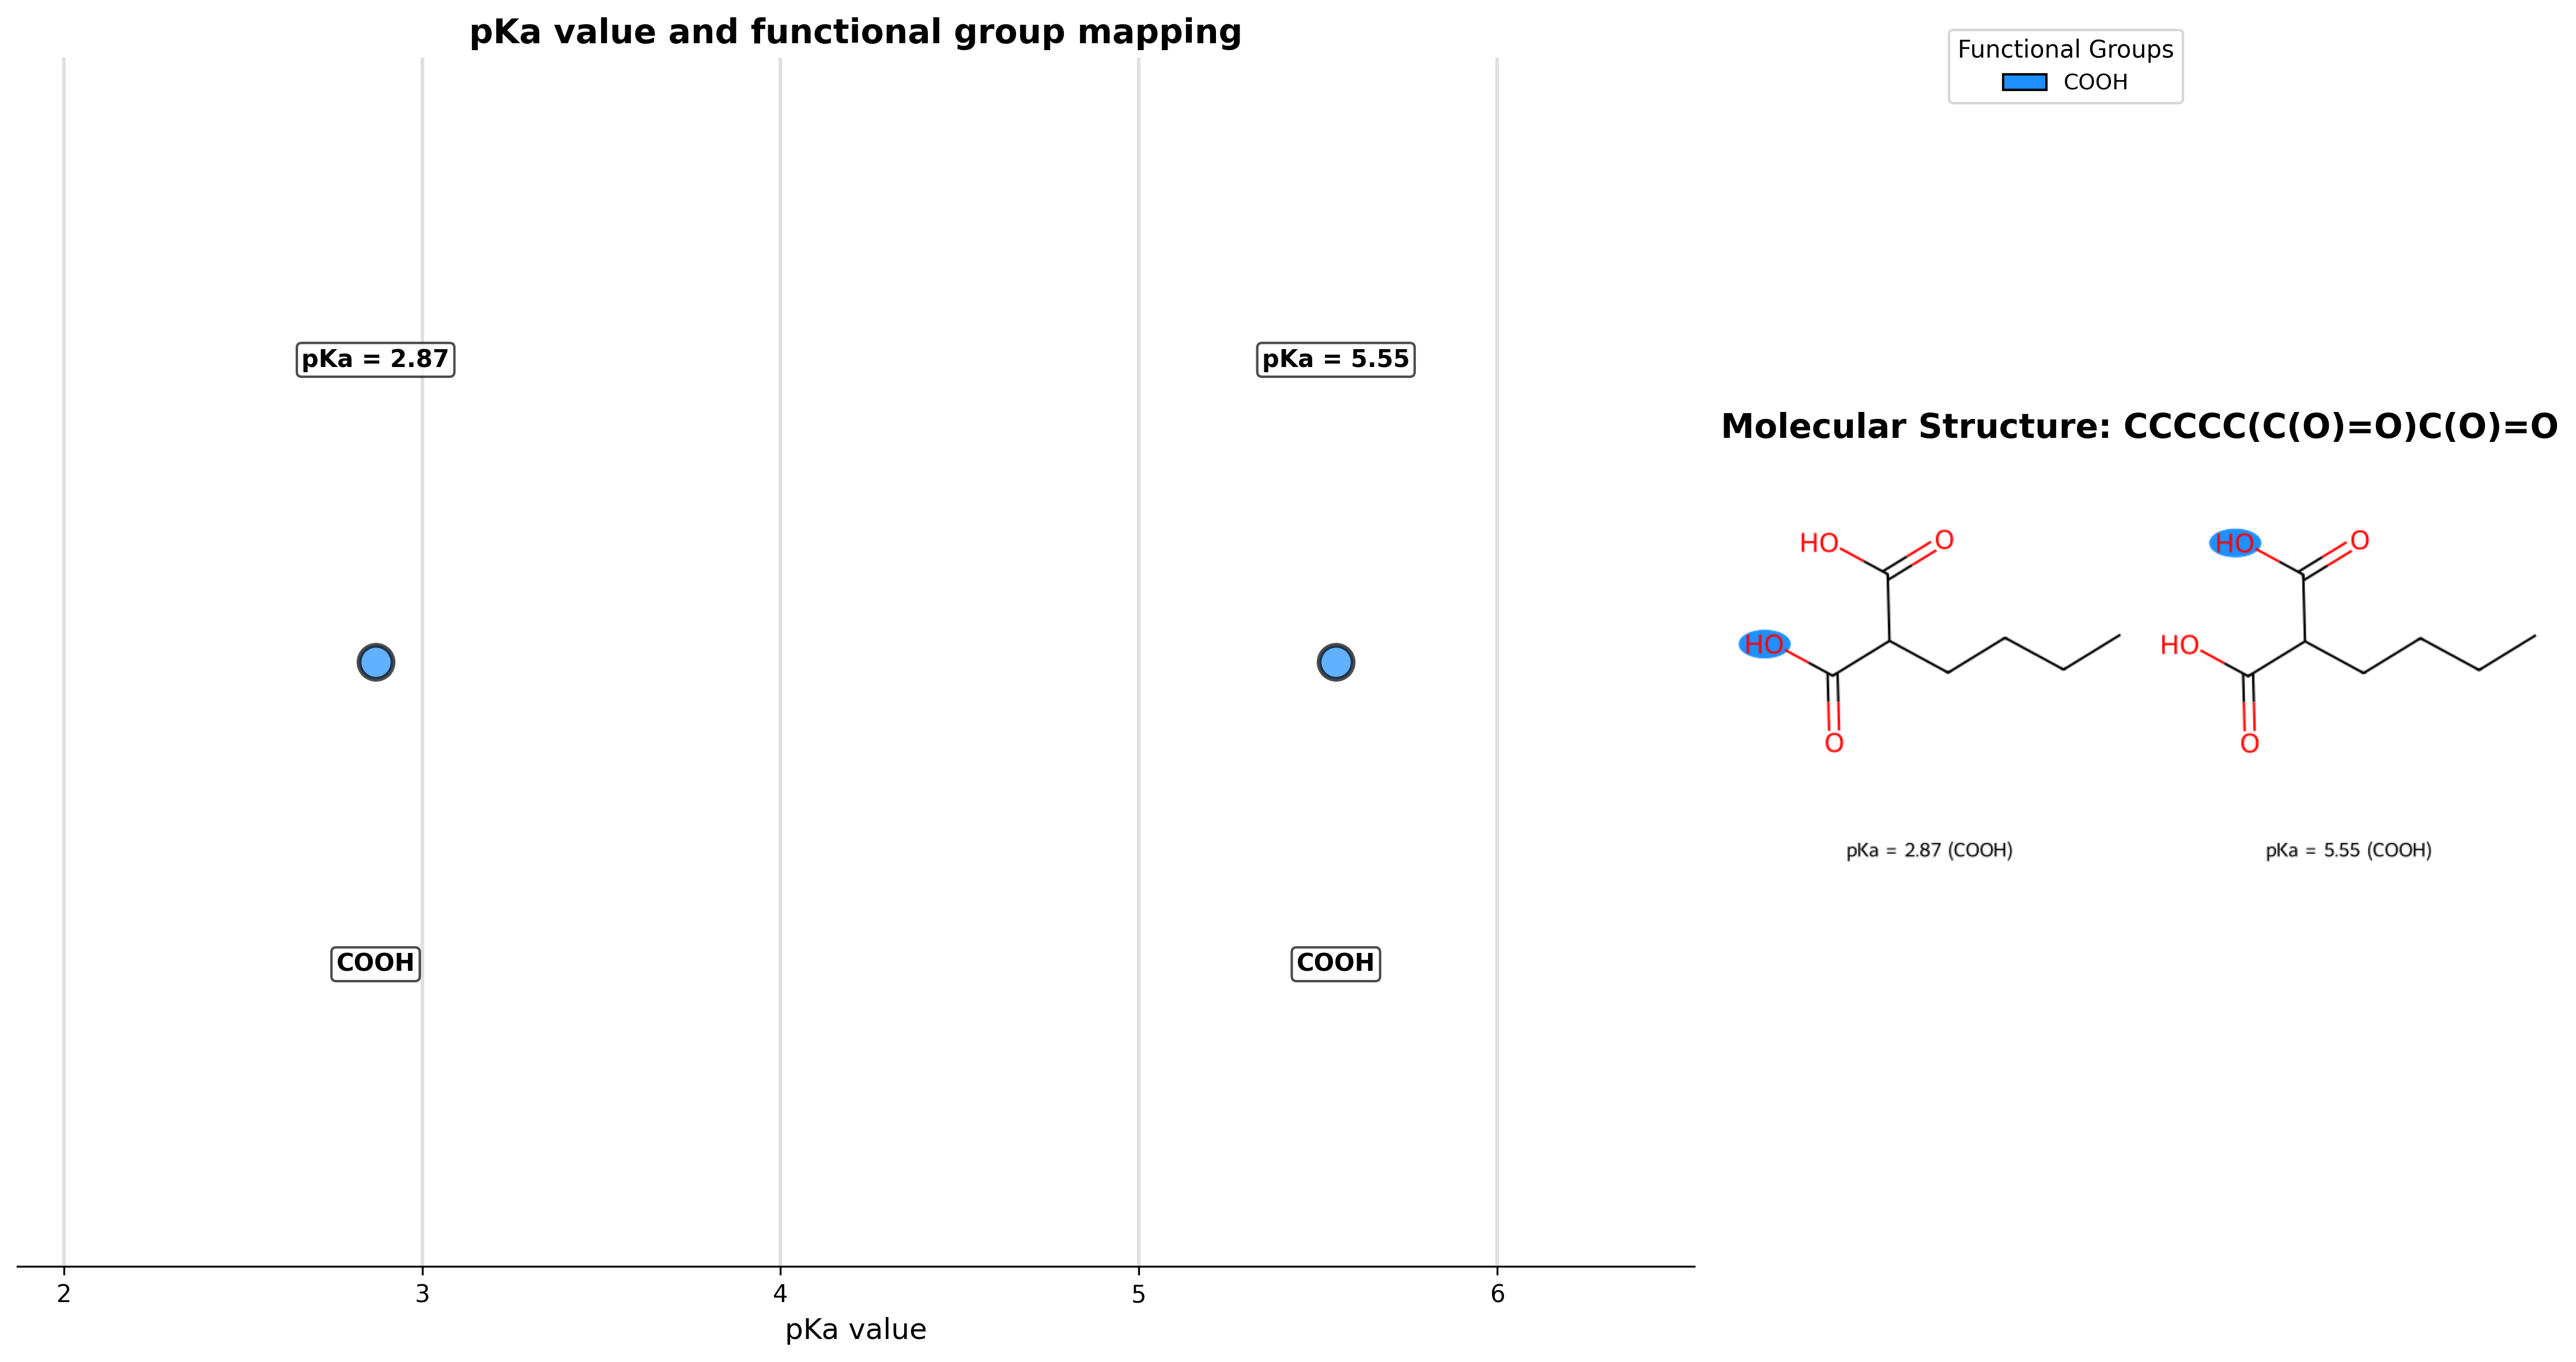 pKa value and functional group mapping
Functional Groups
COOH
pKa = 2.87
pKa = 5.55
Molecular Structure: CCCCC(C(O)=O)C(O)=O
HO
O
HO
O
HO
O
HO
O
pKa = 2.87 (COOH)
pKa = 5.55 (COOH)
COOH
COOH
2
3
4
5
6
pKa value